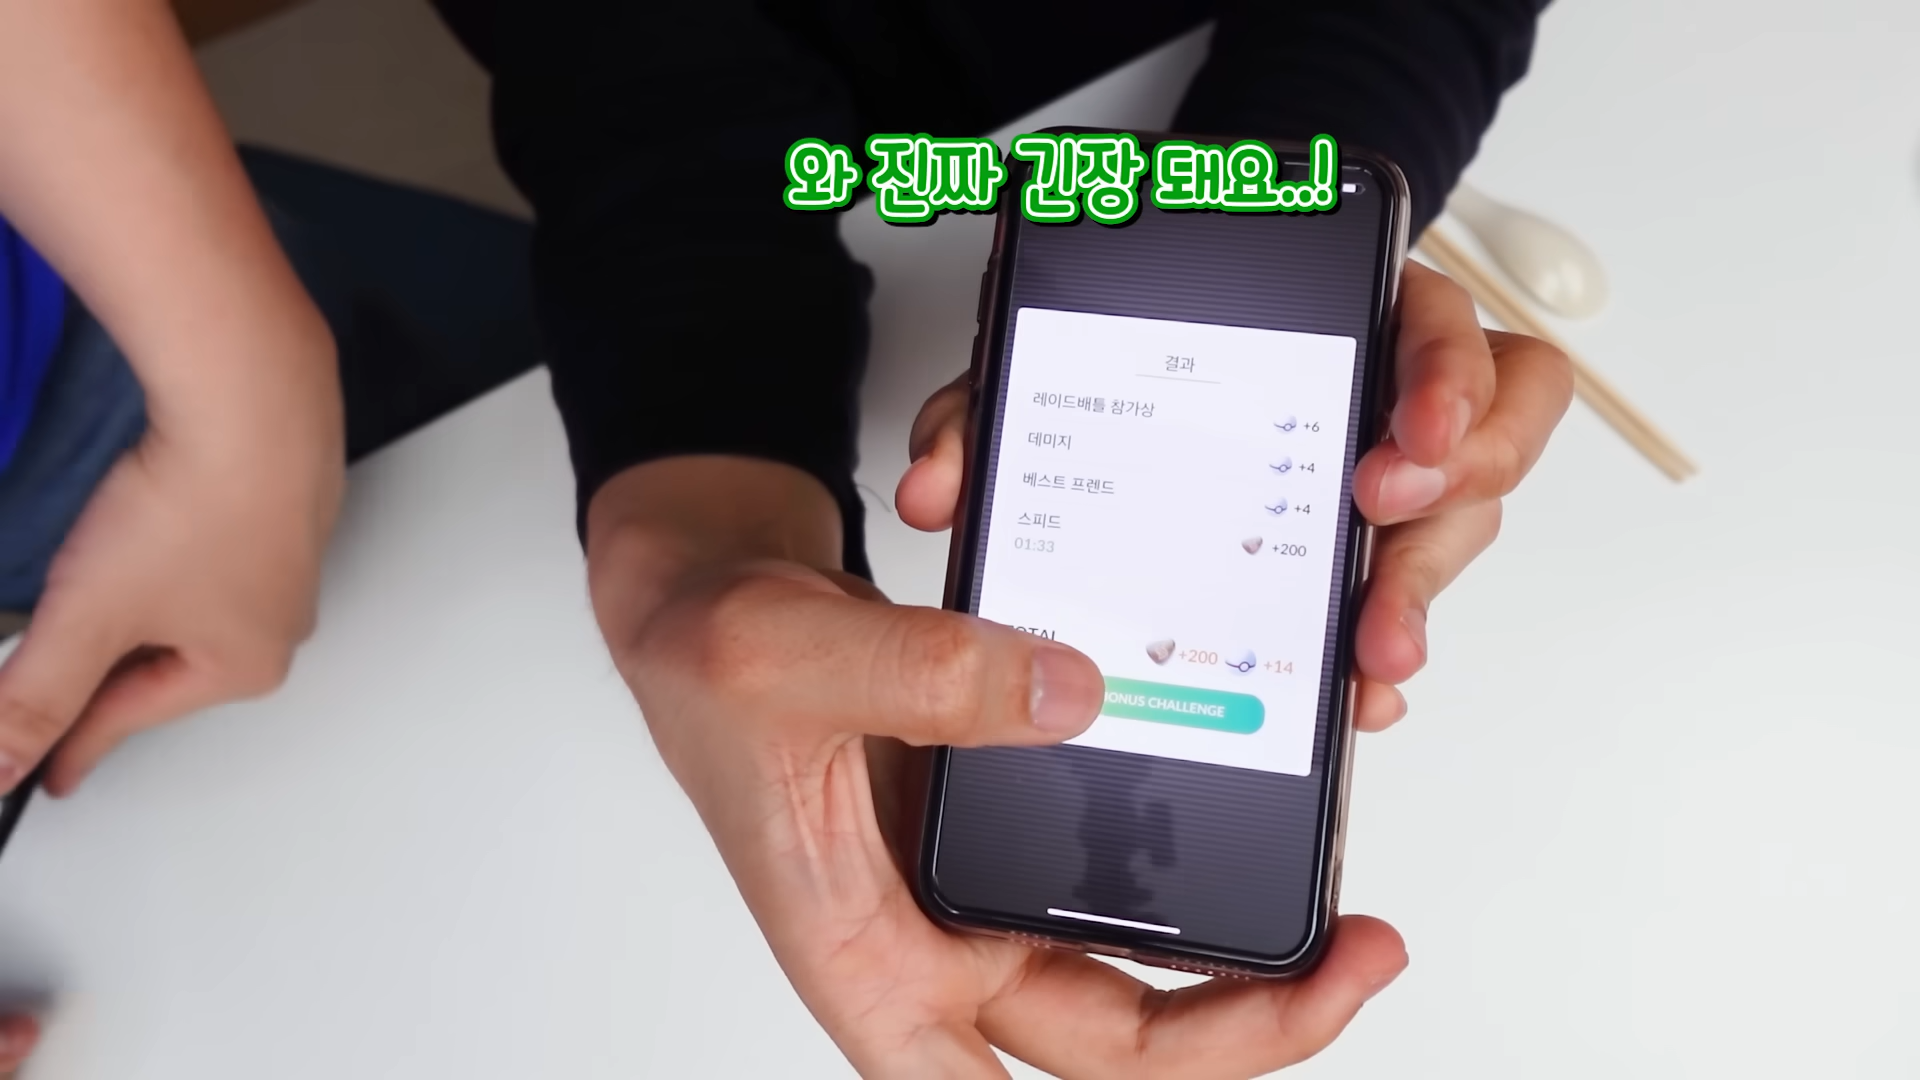 와 진짜 긴장 돼요..!
결과
레이드배틀 참가상 +6
데미지 +4
베스트 프렌드 +4
스피드
01:33 +200
TOTAL +200 +14
BONUS CHALLENGE